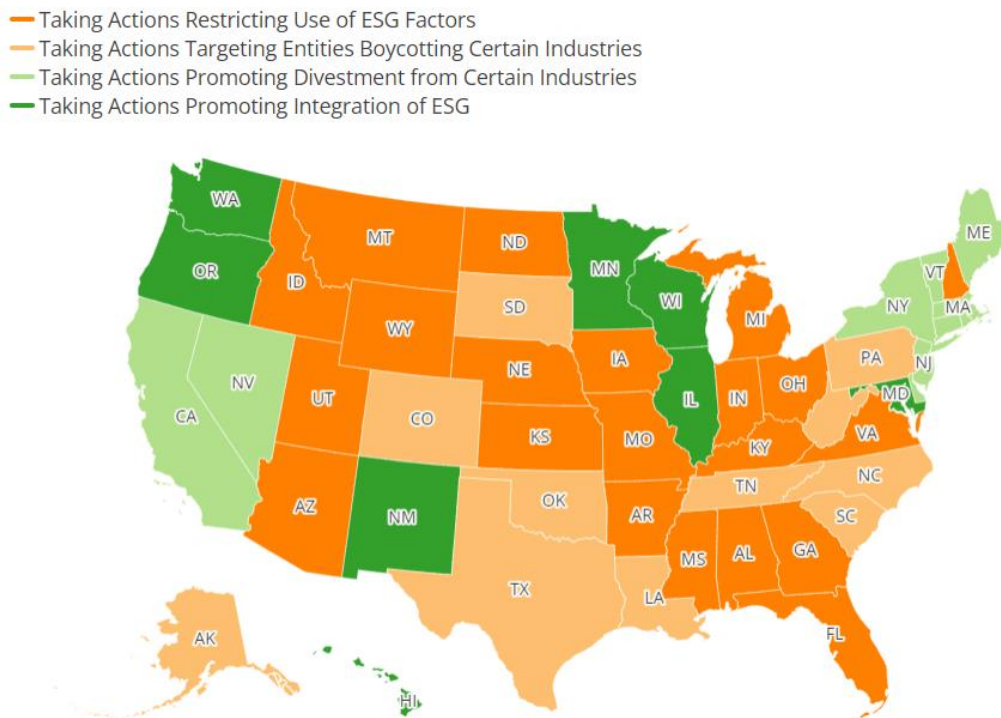 Taking Actions Restricting Use of ESG Factors
Taking Actions Targeting Entities Boycotting Certain Industries
Taking Actions Promoting Divestment from Certain Industries
Taking Actions Promoting Integration of ESG
WA
ME
MT
ND
VT
OR
MN
ID
SD
WI
NY
MA
WY
MI
IA
PA
NJ
NE
NV
OH
UT
IL
IN
MD
CA
CO
KS
MO
VA
KY
NC
TN
AZ
OK
NM
AR
SC
MS
AL
GA
TX
LA
FL
AK
HI